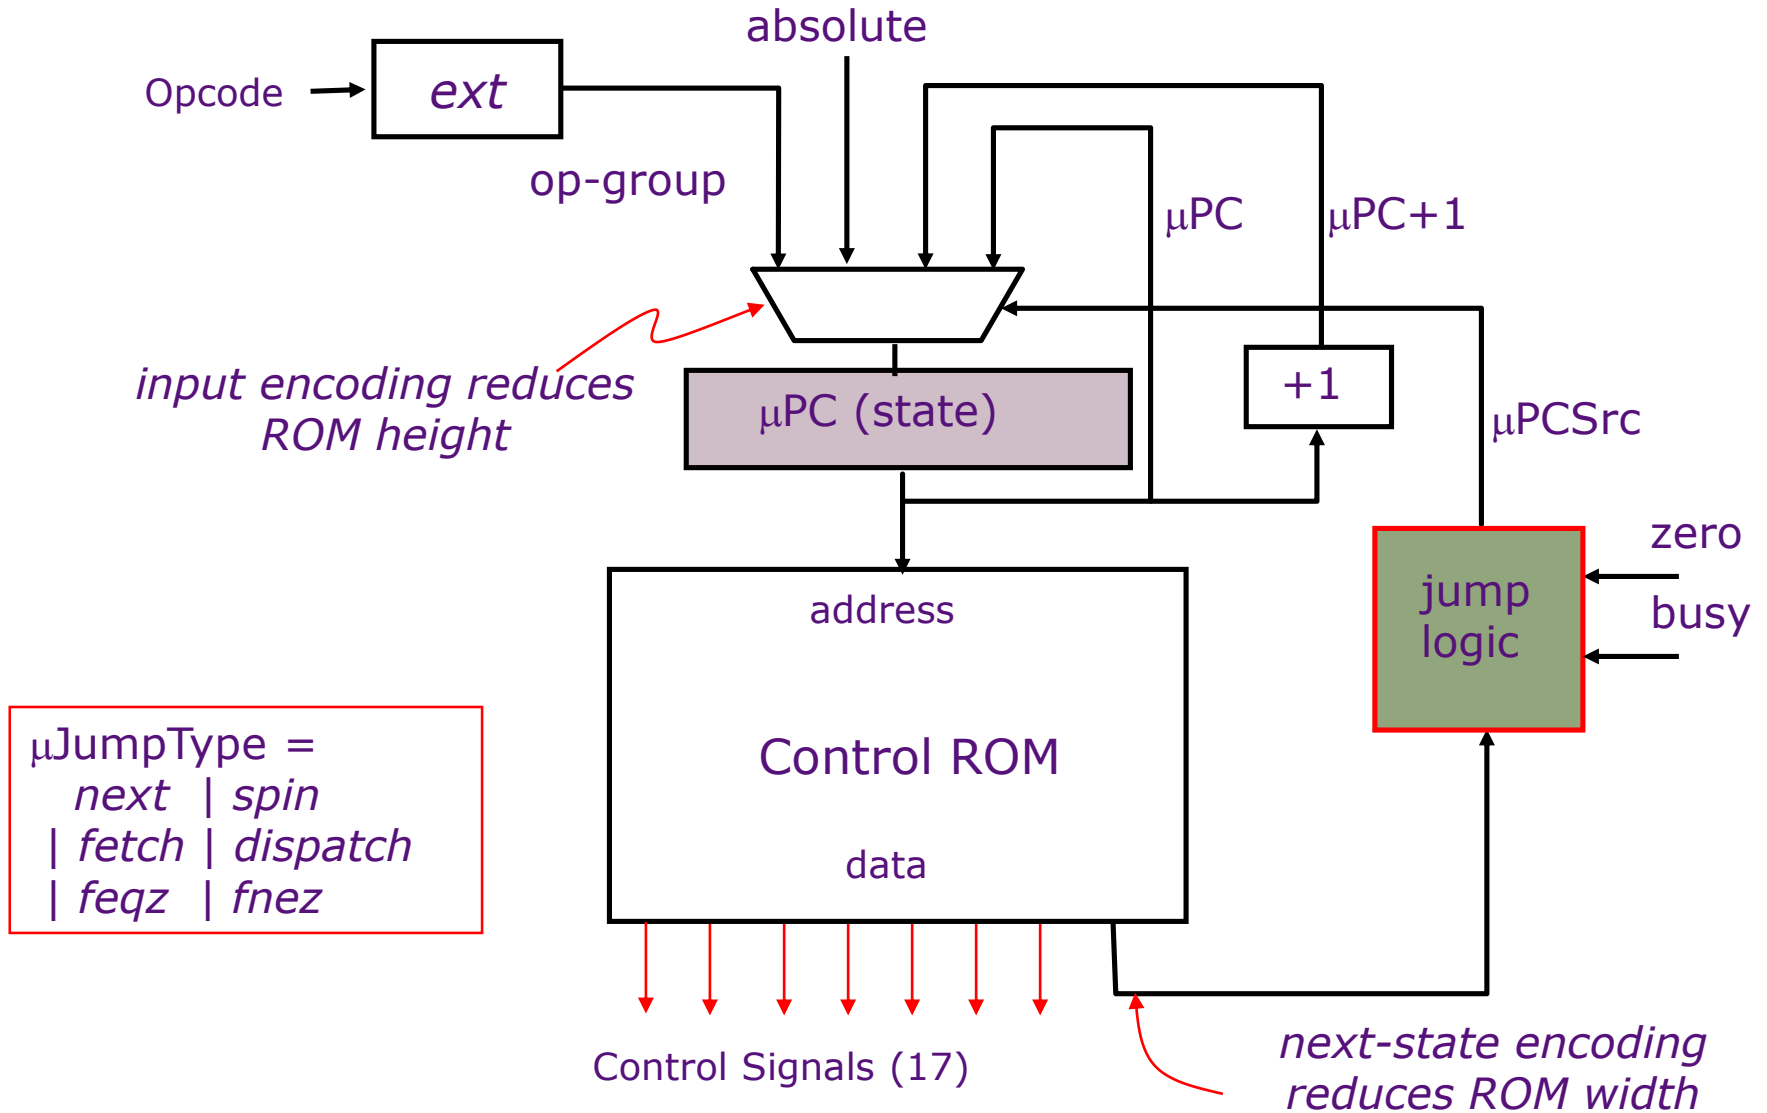 absolute
Opcode
ext
op-group
μPC
μPC+1
input encoding reduces
ROM height
μPC (state)
+1
μPCSrc
zero
busy
jump
logic
address
Control ROM
data
μJumpType =
next | spin
| fetch | dispatch
| feqz | fnez
Control Signals (17)
next-state encoding
reduces ROM width